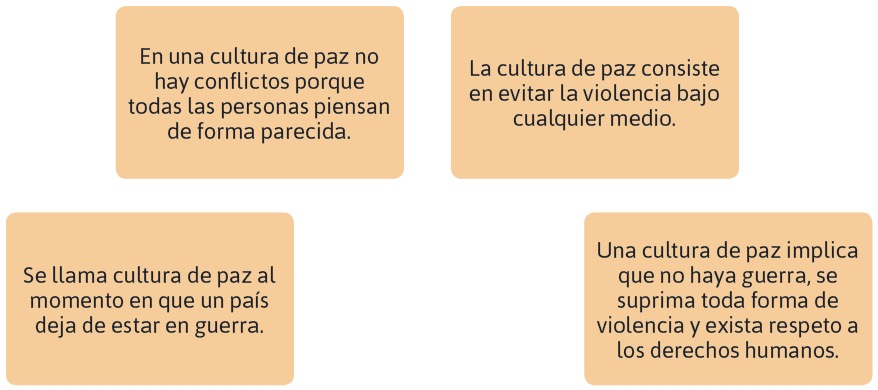 En una cultura de paz no
hay conflictos porque
todas las personas piensan
de forma parecida.
La cultura de paz consiste
en evitar la violencia bajo
cualquier medio.
Se llama cultura de paz al
momento en que un país
deja de estar en guerra.
Una cultura de paz implica
que no haya guerra, se
suprima toda forma de
violencia y exista respeto a
los derechos humanos.